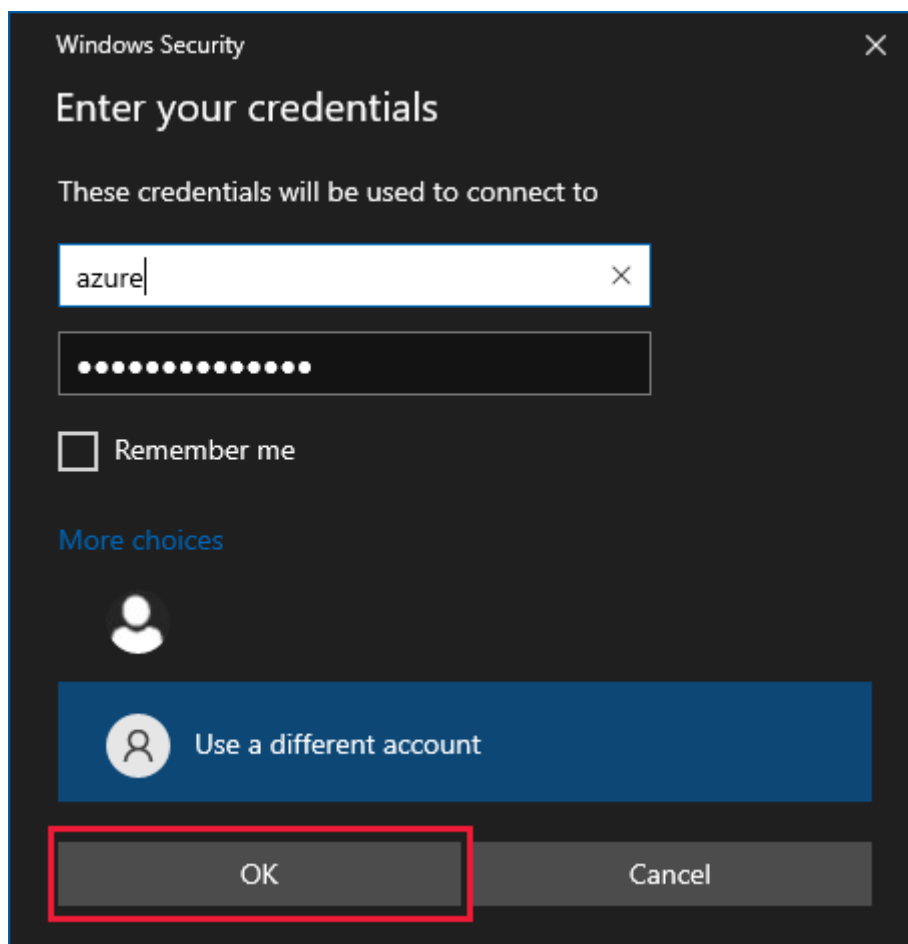 Windows Security
Enter your credentials
These credentials will be used to connect to
azure
Remember me
More choices
Use a different account
OK
Cancel